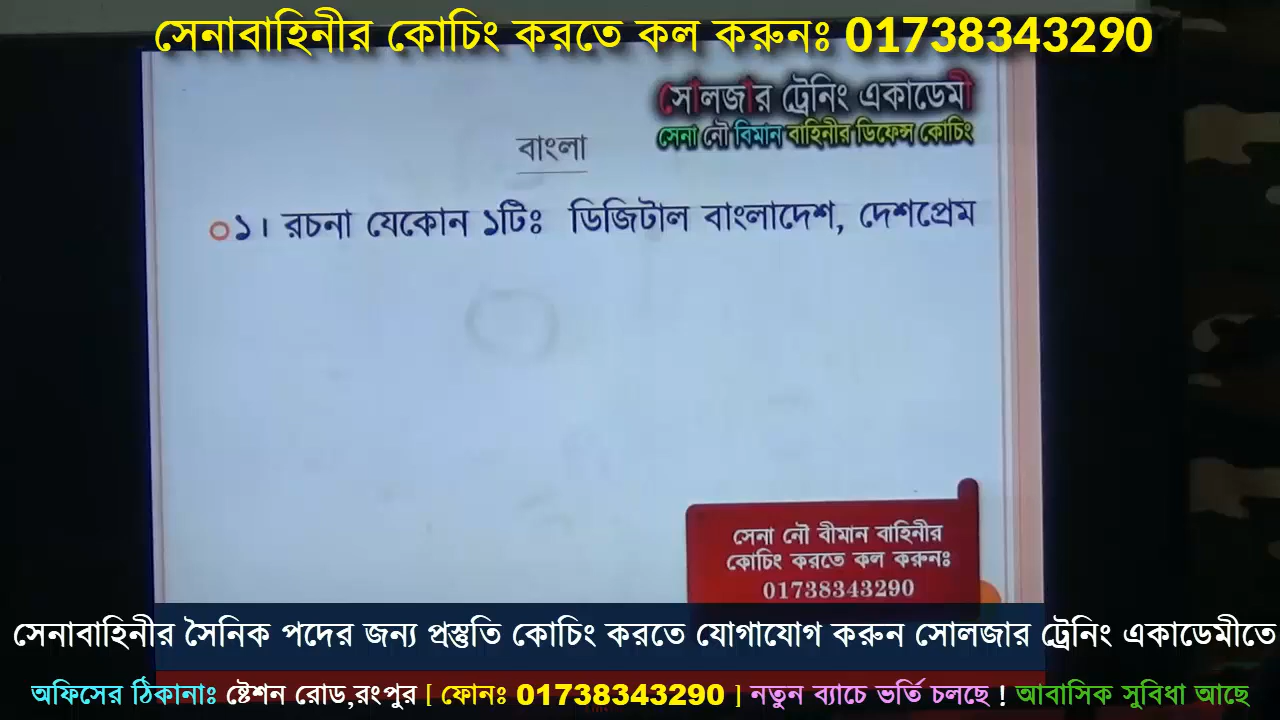 সেনাবাহিনীর কোচিং করতে কল করুনঃ 01738343290
সোলজার ট্রেনিং একাডেমী
সেনা নৌ বিমান বাহিনীর ডিফেন্স কোচিং
বাংলা
০১। রচনা যেকোন ১টিঃ ডিজিটাল বাংলাদেশ, দেশপ্রেম
সেনা নৌ বীমান বাহিনীর
কোচিং করতে কল করুনঃ
01738343290
সেনাবাহিনীর সৈনিক পদের জন্য প্রস্তুতি কোচিং করতে যোগাযোগ করুন সোলজার ট্রেনিং একাডেমীতে
অফিসের ঠিকানাঃ ষ্টেশন রোড,রংপুর [ ফোনঃ 01738343290 ] নতুন ব্যাচে ভর্তি চলছে ! আবাসিক সুবিধা আছে